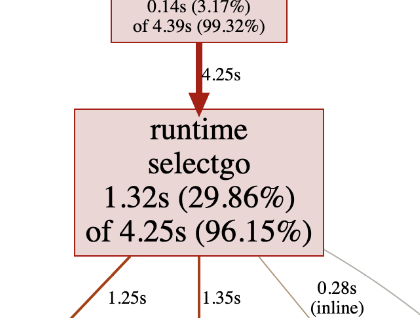 0.14s (3.17%)
of 4.39s (99.32%)
4.25s
runtime
selectgo
1.32s (29.86%)
of 4.25s (96.15%)
1.25s
1.35s
0.28s
(inline)